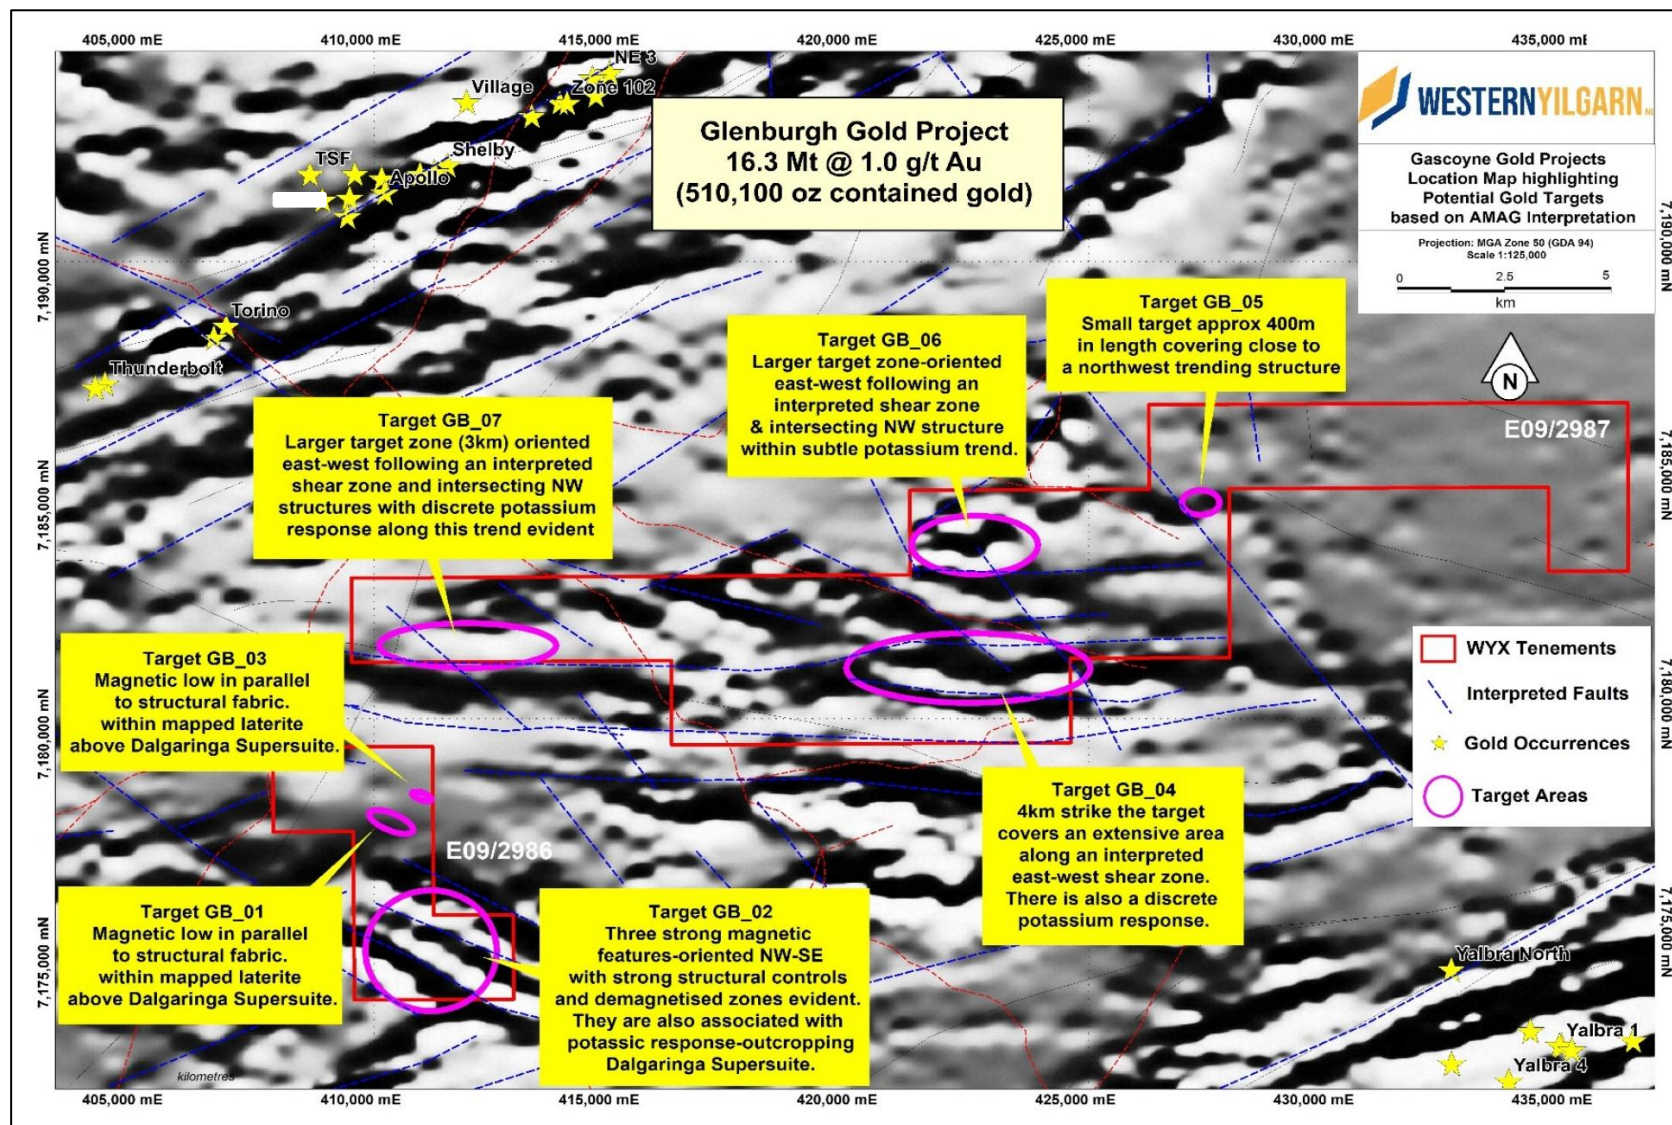 405,000 mE
410,000 mE
415,000 mE
420,000 mE
425,000 mE
430,000 mE
435,000 mE
NE 3
Village
Zone 102
TSF
Shelby
Apollo
Torino
Thunderbolt
Glenburgh Gold Project
16.3 Mt @ 1.0 g/t Au
(510,100 oz contained gold)
WESTERNYILGARN
Gascoyne Gold Projects
Location Map highlighting
Potential Gold Targets
based on AMAG Interpretation
Projection: MGA Zone 50 (GDA 94)
Scale 1:125,000
0
2.5
5
km
N
7,190,000 mN
7,190,000 mN
Target GB_05
Small target approx 400m
in length covering close to
a northwest trending structure
Target GB_06
Larger target zone-oriented
east-west following an
interpreted shear zone
& intersecting NW structure
within subtle potassium trend.
Target GB_07
Larger target zone (3km) oriented
east-west following an interpreted
shear zone and intersecting NW
structures with discrete potassium
response along this trend evident
E09/2987
7,185,000 mN
7,185,000 mN
Target GB_03
Magnetic low in parallel
to structural fabric.
within mapped laterite
above Dalgaringa Supersuite.
WYX Tenements
Interpreted Faults
Gold Occurrences
Target Areas
7,180,000 mN
7,180,000 mN
Target GB_04
4km strike the target
covers an extensive area
along an interpreted
east-west shear zone.
There is also a discrete
potassium response.
E09/2986
Target GB_01
Magnetic low in parallel
to structural fabric.
within mapped laterite
above Dalgaringa Supersuite.
Target GB_02
Three strong magnetic
features-oriented NW-SE
with strong structural controls
and demagnetised zones evident.
They are also associated with
potassic response-outcropping
Dalgaringa Supersuite.
7,175,000 mN
7,175,000 mN
Yalbra North
Yalbra 1
Yalbra 4
kilometres
405,000 mE
410,000 mE
415,000 mE
420,000 mE
425,000 mE
430,000 mE
435,000 mE